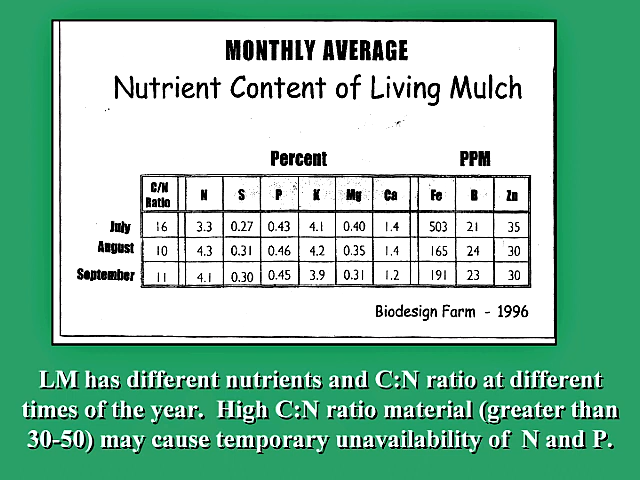 MONTHLY AVERAGE
Nutrient Content of Living Mulch
Percent PPM
C/N Ratio N S P K Mg Ca Fe B Zn
July 16 3.3 0.27 0.43 4.1 0.40 1.4 503 21 35
August 10 4.3 0.31 0.46 4.2 0.35 1.4 165 24 30
September 11 4.1 0.30 0.45 3.9 0.31 1.2 191 23 30
Biodesign Farm - 1996
LM has different nutrients and C:N ratio at different
times of the year. High C:N ratio material (greater than
30-50) may cause temporary unavailability of N and P.